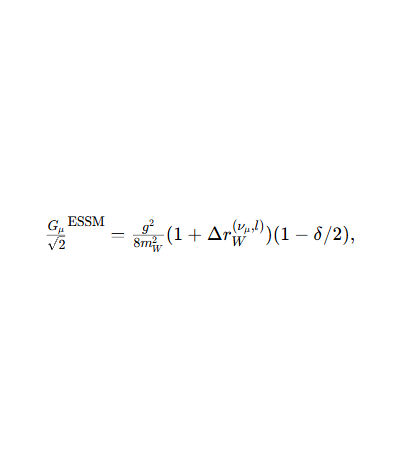 $\frac{G_\mu}{\sqrt{2}}^{\text{ESSM}} = \frac{g^2}{8m_W^2}(1 + \Delta r_W^{(\nu_\mu, l)})(1 - \delta/2),$